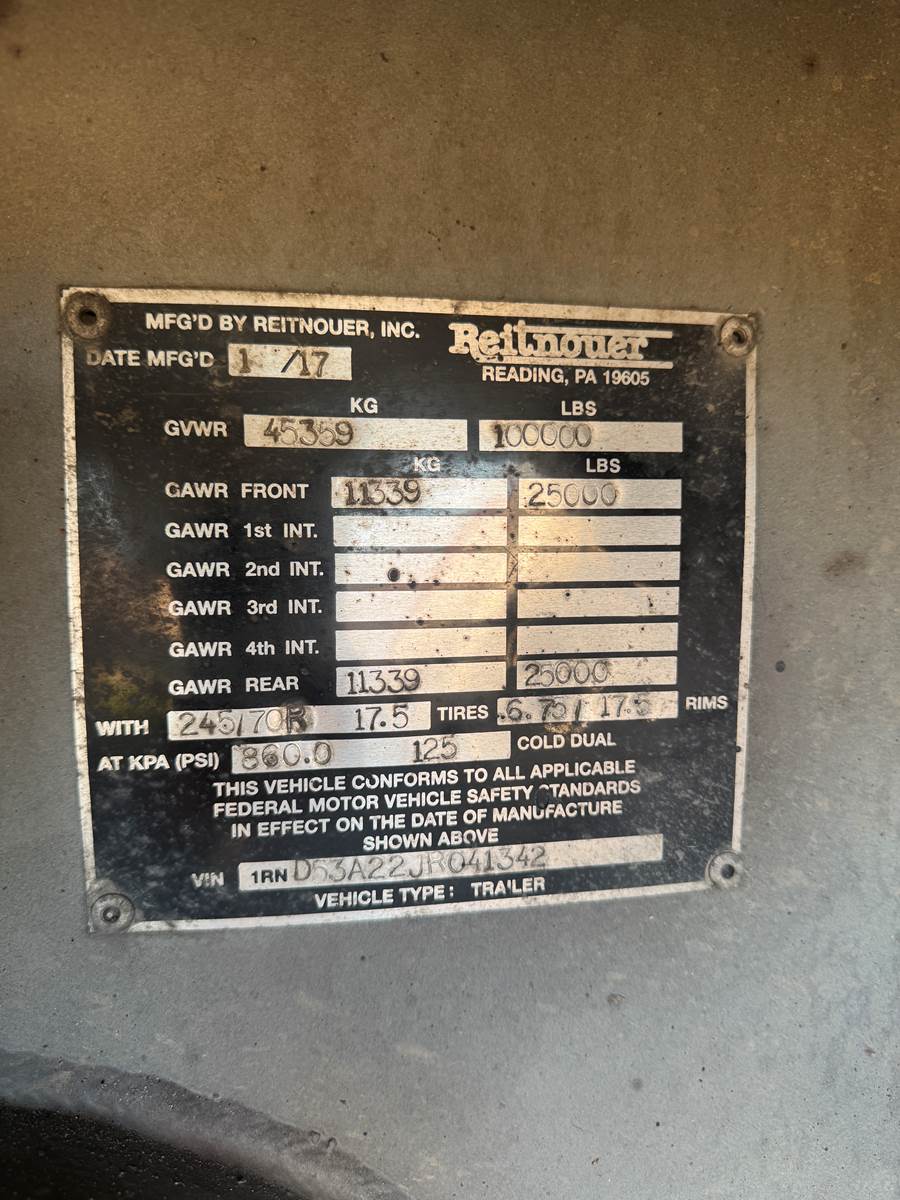 MFG'D BY REITNOUER, INC.
Reitnouer
DATE MFG'D 1 /17
READING, PA 19605
KG LBS
GVWR 45359 100000
KG LBS
GAWR FRONT 11339 25000
GAWR 1st INT.
GAWR 2nd INT.
GAWR 3rd INT.
GAWR 4th INT.
GAWR REAR 11339 25000
WITH 245/70R 17.5 TIRES 6.75/ 17.5 RIMS
AT KPA (PSI) 860.0 125 COLD DUAL
THIS VEHICLE CONFORMS TO ALL APPLICABLE
FEDERAL MOTOR VEHICLE SAFETY STANDARDS
IN EFFECT ON THE DATE OF MANUFACTURE
SHOWN ABOVE
VIN 1RND53A22JR041342
VEHICLE TYPE: TRAILER